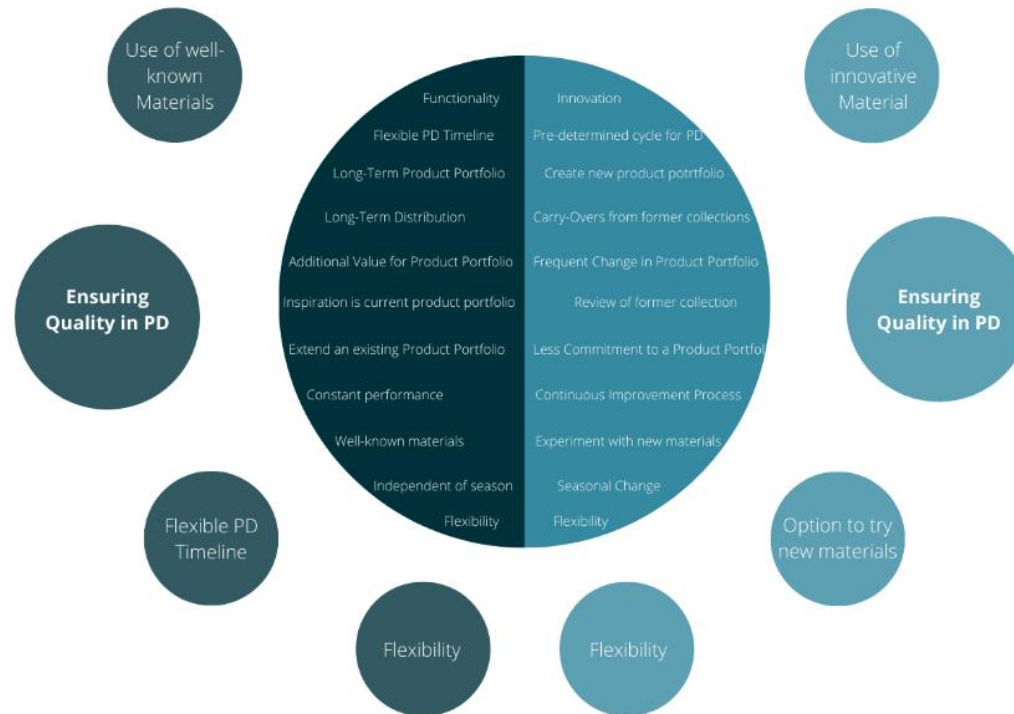 Use of well-
known
Materials
Use of
innovative
Material
Functionality
Innovation
Flexible PD Timeline
Pre-determined cycle for PD
Long-Term Product Portfolio
Create new product potrtfolio
Long-Term Distribution
Carry-Overs from former collections
Additional Value for Product Portfolio
Frequent Change in Product Portfolio
Inspiration is current product portfolio
Review of former collection
Extend an existing Product Portfolio
Less Commitment to a Product Portfol
Constant performance
Continuous Improvement Process
Well-known materials
Experiment with new materials
Independent of season
Seasonal Change
Flexibility
Flexibility
Ensuring
Quality in PD
Ensuring
Quality in PD
Flexible PD
Timeline
Option to try
new materials
Flexibility
Flexibility